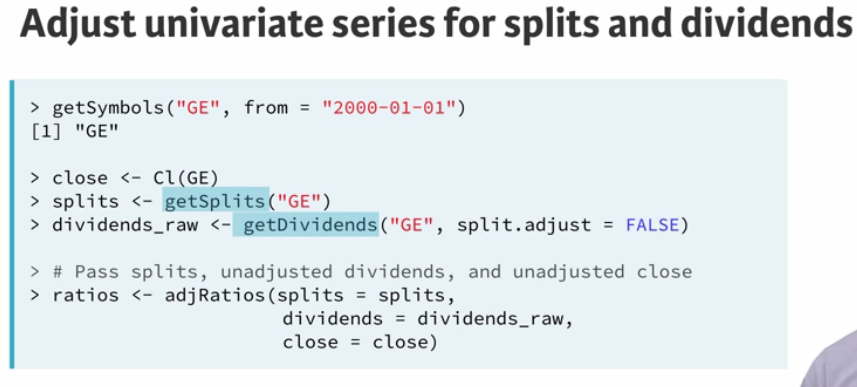 Adjust univariate series for splits and dividends
> getSymbols("GE", from = "2000-01-01")
[1] "GE"
> close <- Cl(GE)
> splits <- getSplits("GE")
> dividends_raw <- getDividends("GE", split.adjust = FALSE)
> # Pass splits, unadjusted dividends, and unadjusted close
> ratios <- adjRatios(splits = splits,
dividends = dividends_raw,
close = close)